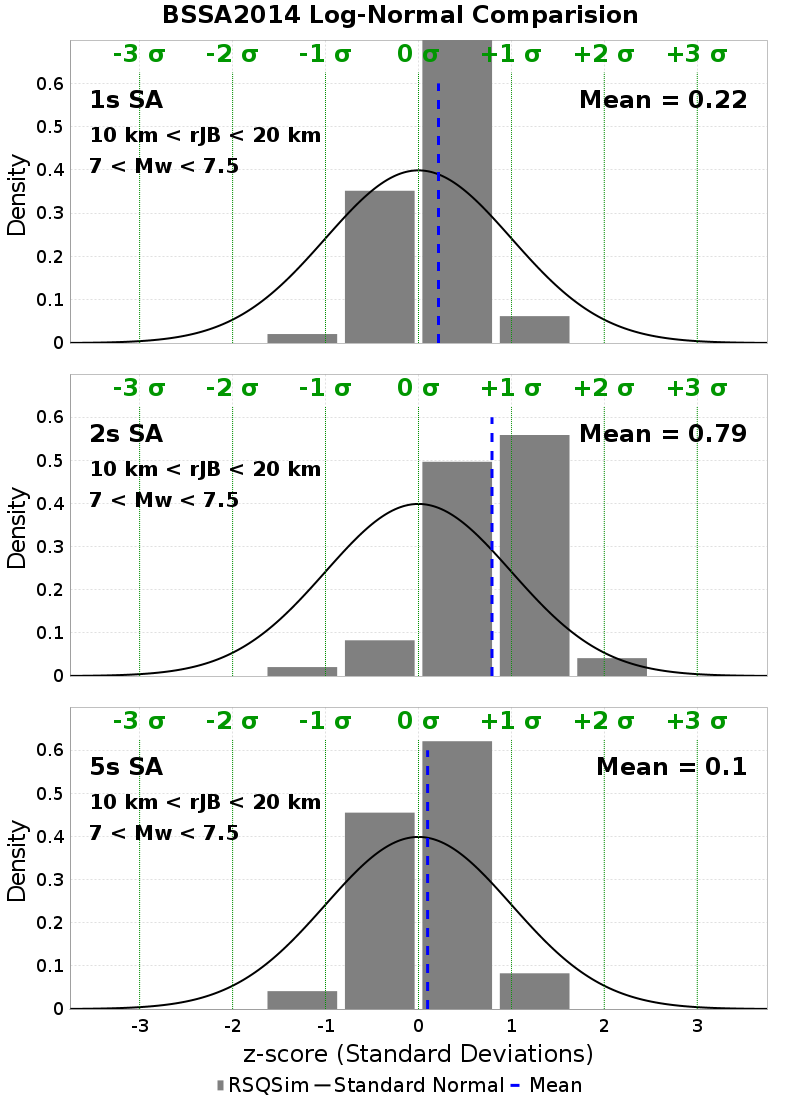 BSSA2014 Log-Normal Comparision
-3 σ -2 σ -1 σ 0 σ +1 σ +2 σ +3 σ
1s SA Mean = 0.22
10 km < rJB < 20 km
7 < Mw < 7.5
0.6
0.5
0.4
0.3
0.2
0.1
0
Density
-3 σ -2 σ -1 σ 0 σ +1 σ +2 σ +3 σ
2s SA Mean = 0.79
10 km < rJB < 20 km
7 < Mw < 7.5
0.6
0.5
0.4
0.3
0.2
0.1
0
Density
-3 σ -2 σ -1 σ 0 σ +1 σ +2 σ +3 σ
5s SA Mean = 0.1
10 km < rJB < 20 km
7 < Mw < 7.5
0.6
0.5
0.4
0.3
0.2
0.1
0
Density
-3 -2 -1 0 1 2 3
z-score (Standard Deviations)
RSQSim Standard Normal Mean